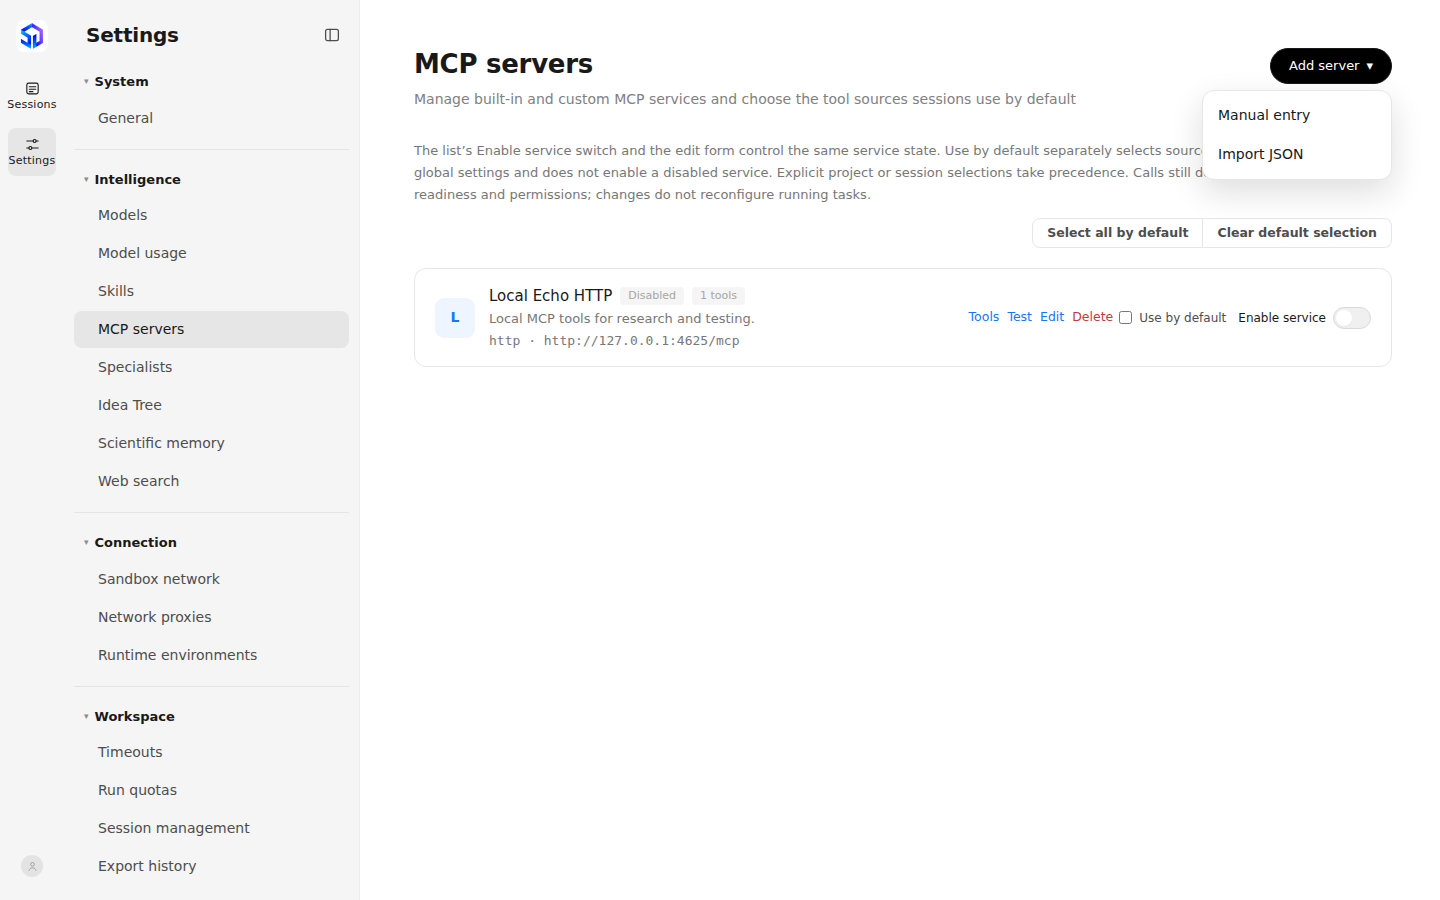 Settings
Sessions
Settings
▾ System
General
▾ Intelligence
Models
Model usage
Skills
MCP servers
Specialists
Idea Tree
Scientific memory
Web search
▾ Connection
Sandbox network
Network proxies
Runtime environments
▾ Workspace
Timeouts
Run quotas
Session management
Export history
MCP servers
Manage built-in and custom MCP services and choose the tool sources sessions use by default
Add server ▾
Manual entry
Import JSON
The list’s Enable service switch and the edit form control the same service state. Use by default separately selects
global settings and does not enable a disabled service. Explicit project or session selections take precedence. Calls still
readiness and permissions; changes do not reconfigure running tasks.
Select all by default
Clear default selection
L
Local Echo HTTP Disabled 1 tools
Local MCP tools for research and testing.
http · http://127.0.0.1:4625/mcp
Tools Test Edit Delete Use by default Enable service